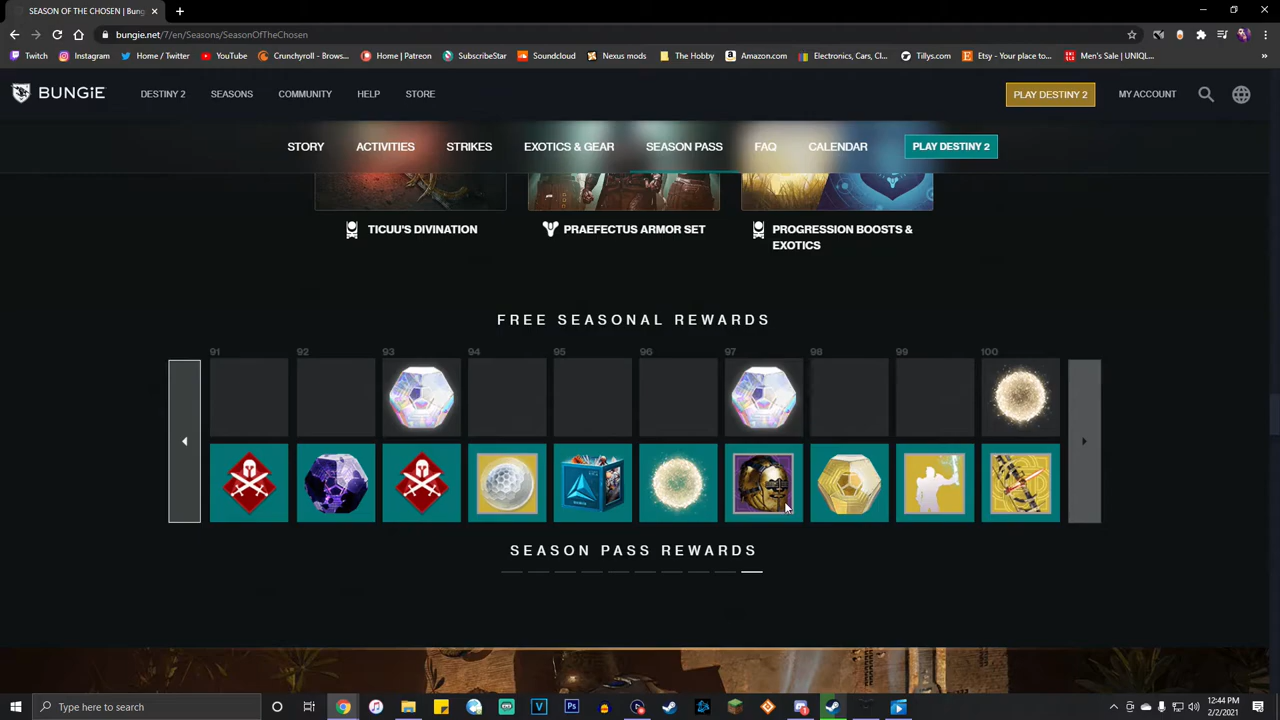 SEASON OF THE CHOSEN | Bung
bungie.net/7/en/Seasons/SeasonOfTheChosen
Twitch Instagram Home / Twitter YouTube Crunchyroll - Brows... Home | Patreon SubscribeStar Soundcloud Nexus mods The Hobby Amazon.com Electronics, Cars, Cl... Tillys.com Etsy - Your place to... Men's Sale | UNIQL...
BUNGiE DESTINY 2 SEASONS COMMUNITY HELP STORE PLAY DESTINY 2 MY ACCOUNT
STORY ACTIVITIES STRIKES EXOTICS & GEAR SEASON PASS FAQ CALENDAR PLAY DESTINY 2
TICUU'S DIVINATION PRAEFECTUS ARMOR SET PROGRESSION BOOSTS &
EXOTICS
FREE SEASONAL REWARDS
91 92 93 94 95 96 97 98 99 100
SEASON PASS REWARDS
Type here to search
12:44 PM
2/2/2021